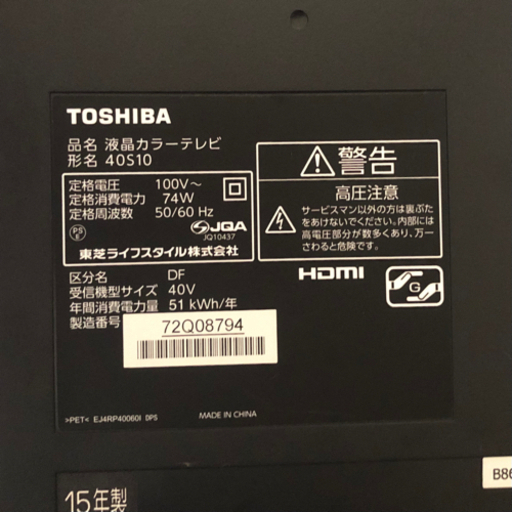 TOSHIBA
品名 液晶カラーテレビ
形名 40S10
定格電圧 100V～
定格消費電力 74W
定格周波数 50/60 Hz
PS E
JQA
JQ10437
東芝ライフスタイル株式会社
警告
高圧注意
サービスマン以外の方は裏ぶた
をあけないでください。内部には
高電圧部分が数多くあり、万一
さわると危険です。
HDMI
G
区分名 DF
受信機型サイズ 40V
年間消費電力量 51 kWh/年
製造番号
72Q08794
>PET< EJ4RP40060I DPS
MADE IN CHINA
15年製
B86